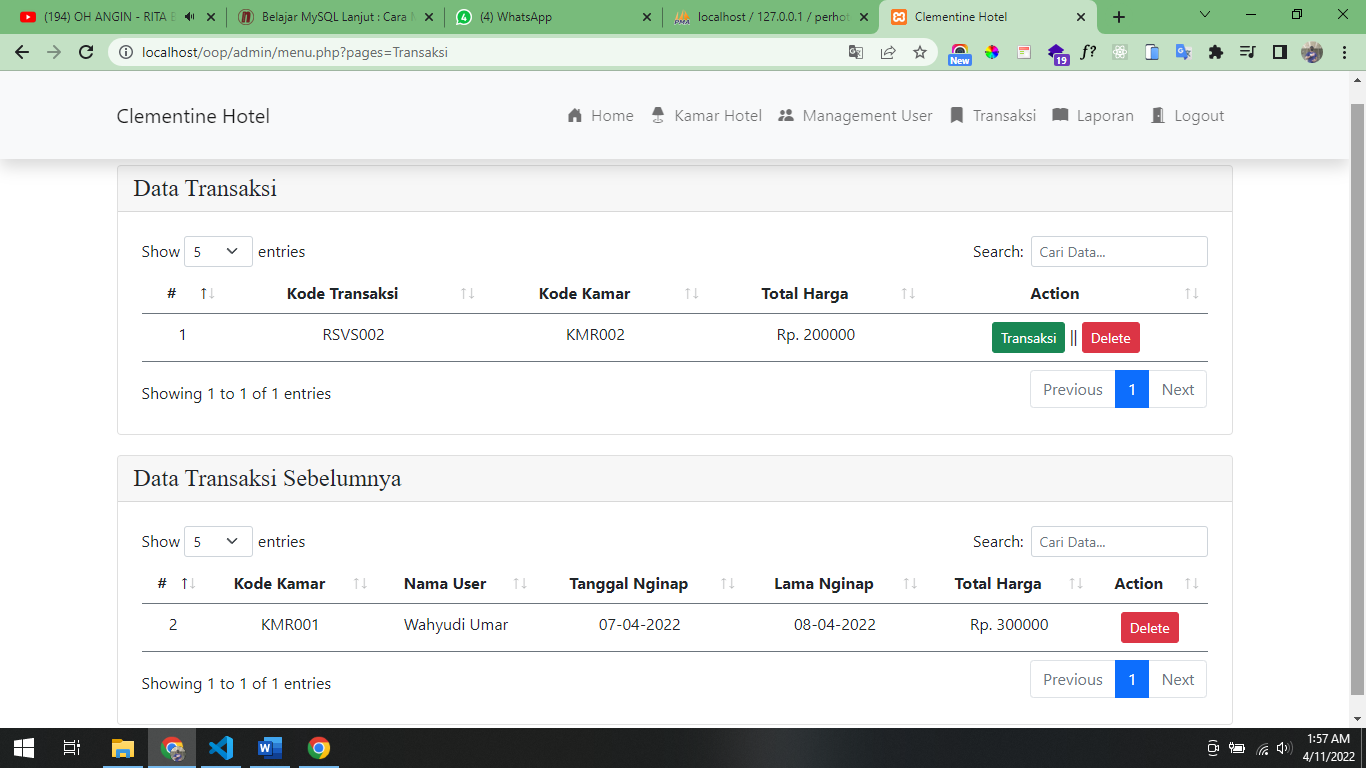 (194) OH ANGIN - RITA E
Belajar MySQL Lanjut : Cara M
(4) WhatsApp
localhost / 127.0.0.1 / perhot
Clementine Hotel
localhost/oop/admin/menu.php?pages=Transaksi
New
f?
19
Clementine Hotel
Home Kamar Hotel Management User Transaksi Laporan Logout
Data Transaksi
Show 5 entries Search: Cari Data...
# Kode Transaksi Kode Kamar Total Harga Action
1 RSVS002 KMR002 Rp. 200000 Transaksi || Delete
Showing 1 to 1 of 1 entries Previous 1 Next
Data Transaksi Sebelumnya
Show 5 entries Search: Cari Data...
# Kode Kamar Nama User Tanggal Nginap Lama Nginap Total Harga Action
2 KMR001 Wahyudi Umar 07-04-2022 08-04-2022 Rp. 300000 Delete
Showing 1 to 1 of 1 entries Previous 1 Next
1:57 AM
4/11/2022